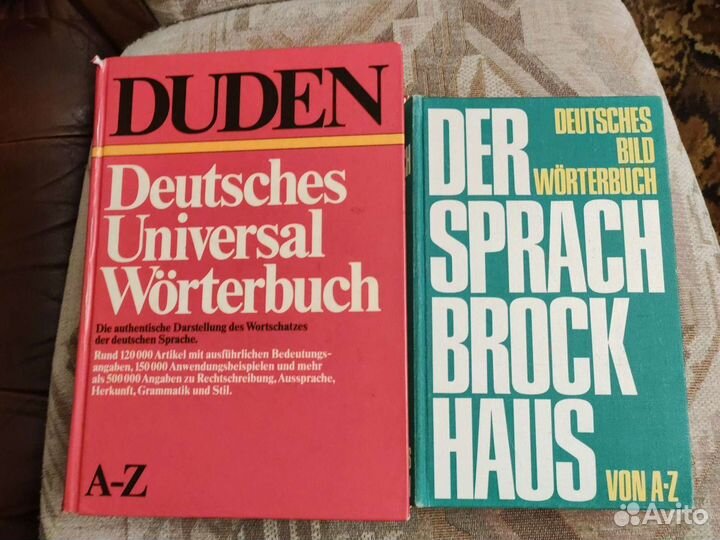 DUDEN
Deutsches
Universal
Wörterbuch
Die authentische Darstellung des Wortschatzes
der deutschen Sprache.
Rund 120 000 Artikel mit ausführlichen Bedeutungs-
angaben, 150 000 Anwendungsbeispielen und mehr
als 500 000 Angaben zu Rechtschreibung, Aussprache,
Herkunft, Grammatik und Stil.
A–Z
DER
DEUTSCHES
BILD
WÖRTERBUCH
SPRACH
BROCK
HAUS
VON A-Z
Avito